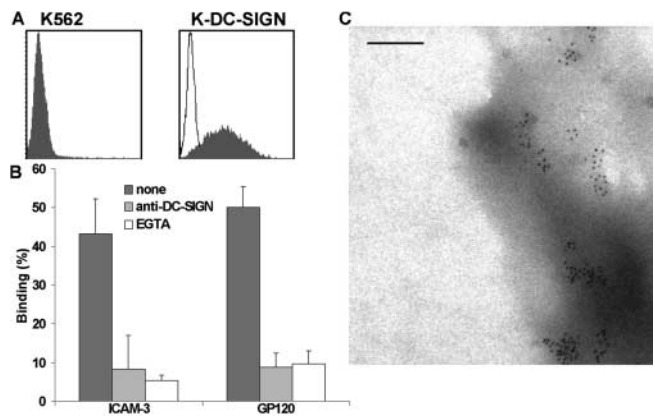 A
K562
K-DC-SIGN
B
Binding (%)
60
50
40
30
20
10
0
none
anti-DC-SIGN
EGTA
ICAM-3
GP120
C